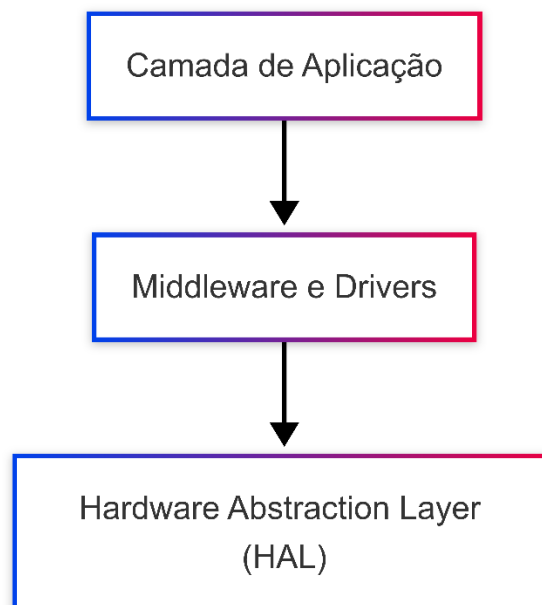 Camada de Aplicação
Middleware e Drivers
Hardware Abstraction Layer
(HAL)